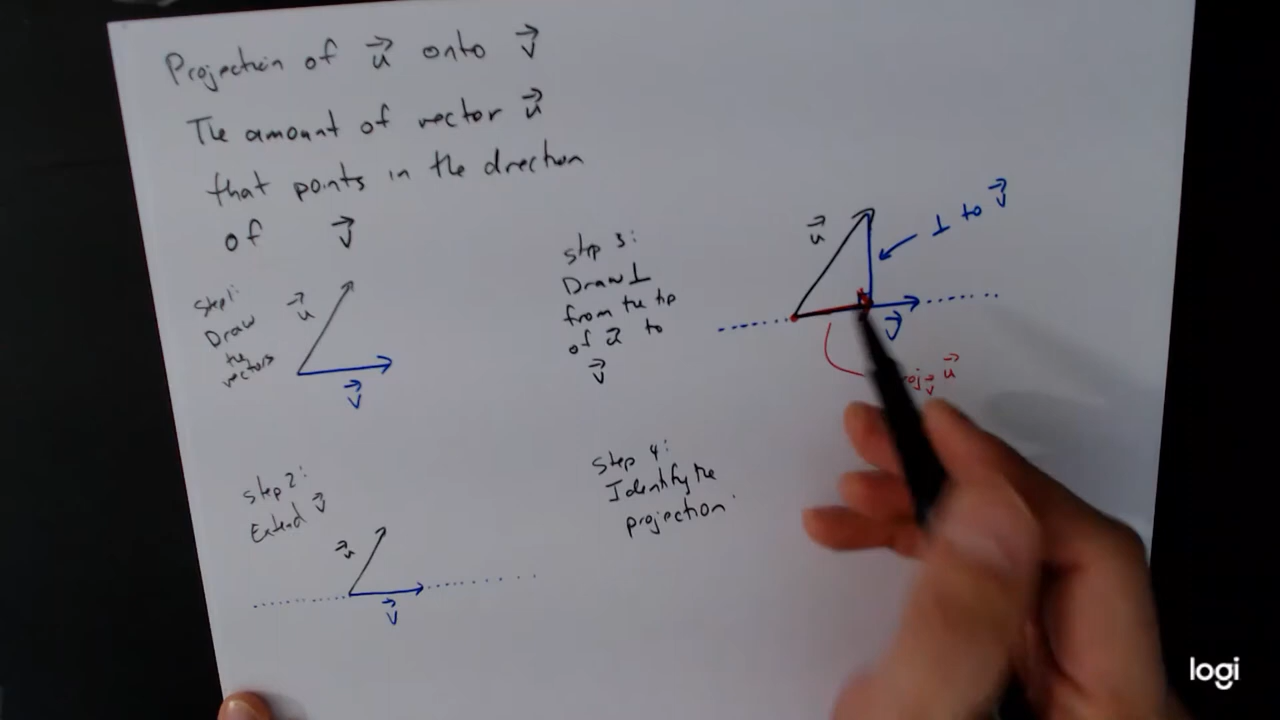 Projection of u⃗ onto v⃗
The amount of vector u⃗
that points in the direction
of v⃗
Step 1:
Draw
the
vectors
u⃗
v⃗
Step 2:
Extend v⃗
u⃗
v⃗
Step 3:
Draw ⊥
from the tip
of u⃗ to
v⃗
u⃗
⊥ to v⃗
v⃗
u⃗
Step 4:
Identify the
projection.
logi